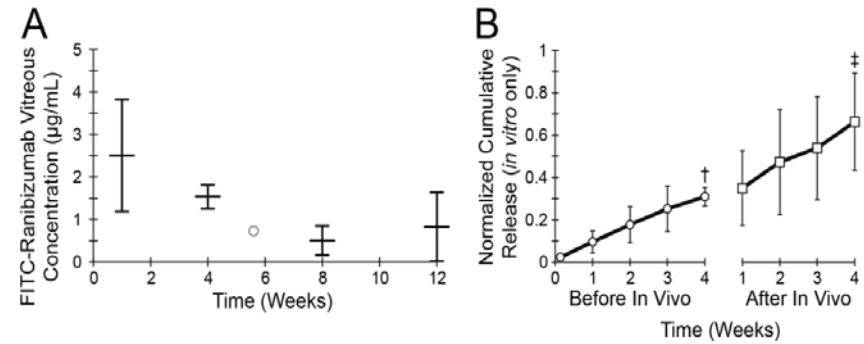 A
FITC-Ranibizumab Vitreous
Concentration (µg/mL)
5
4
3
2
1
0
0 2 4 6 8 10 12
Time (Weeks)
B
Normalized Cumulative
Release (in vitro only)
1
0.8
0.6
0.4
0.2
0
†
‡
0 1 2 3 4 1 2 3 4
Before In Vivo After In Vivo
Time (Weeks)